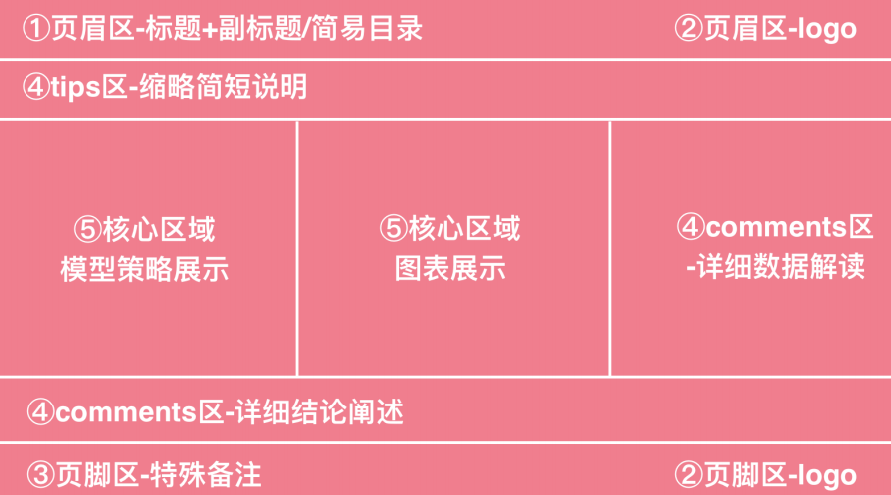 ①页眉区-标题+副标题/简易目录
②页眉区-logo
④tips区-缩略简短说明
⑤核心区域
模型策略展示
⑤核心区域
图表展示
④comments区
-详细数据解读
④comments区-详细结论阐述
③页脚区-特殊备注
②页脚区-logo